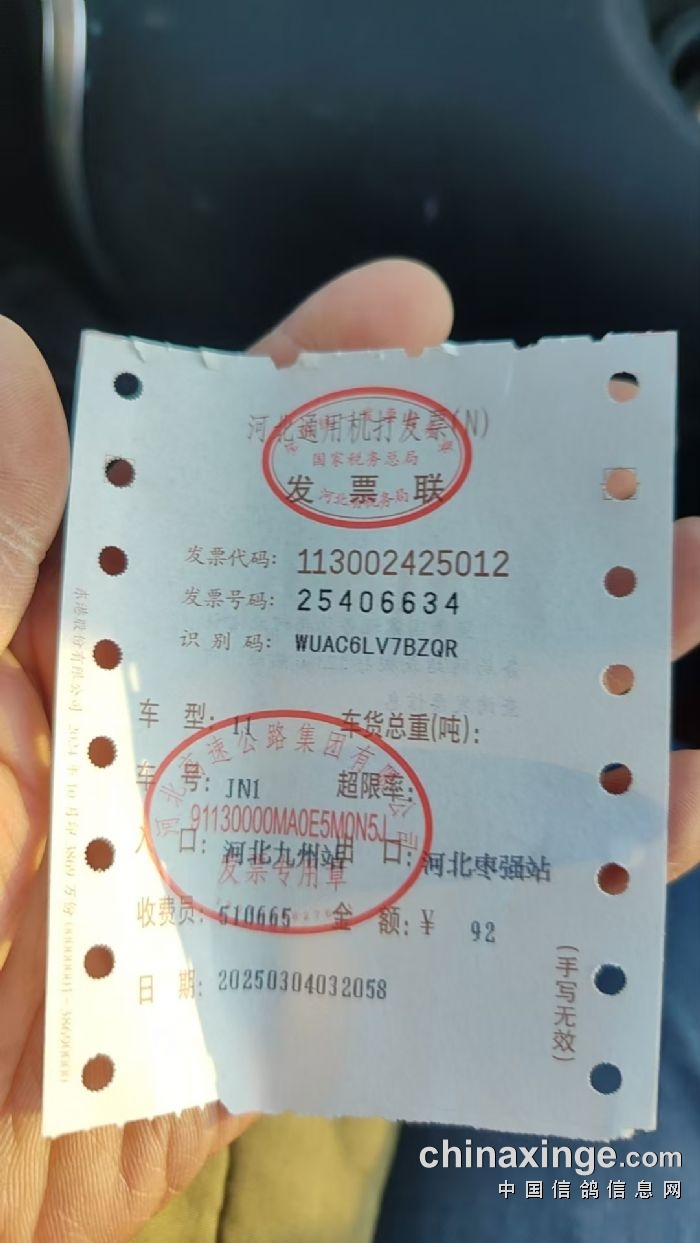 河北通用机打发票(N)
国家税务总局
发票联
河北省税务局
发票代码: 113002425012
发票号码: 25406634
识别码: WUAC6LV7BZQR
车型: 11 车货总重(吨):
车号: JN1 超限率:
河北高速公路集团有限公司
91130000MA0E5M0N5J
入口: 河北九州站 出口: 河北枣强站
发票专用章
收费员: 510665 金额: ¥ 92
日期: 20250304032058
(手写无效)
chinaxinge.com
中国信鸽信息网